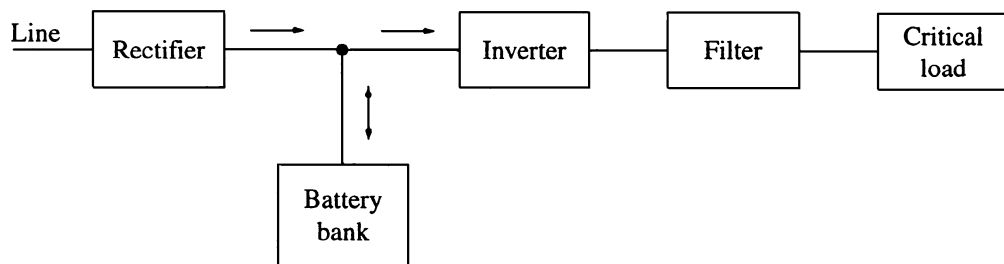 Line
Rectifier
Inverter
Filter
Critical
load
Battery
bank